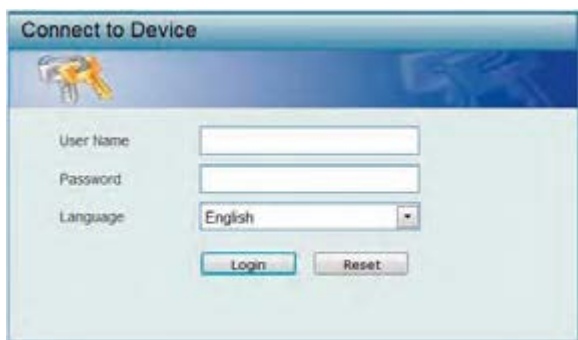 Connect to Device
User Name
Password
Language English
Login Reset